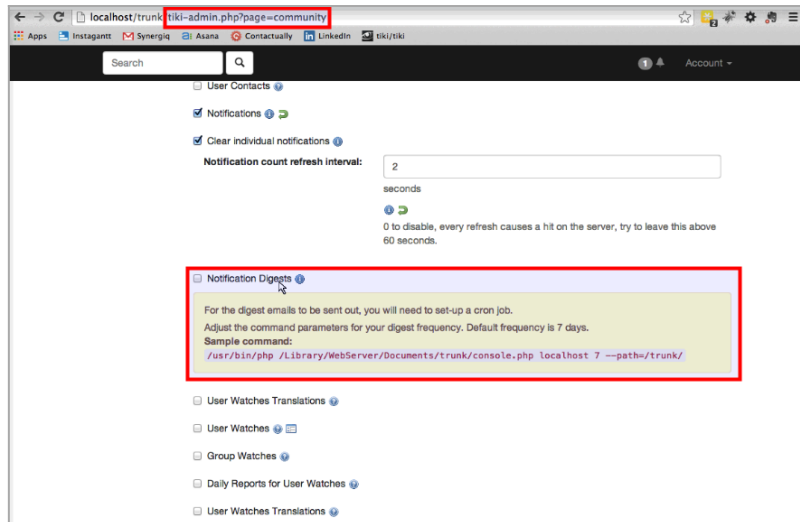 localhost/trunk/tiki-admin.php?page=community
2
Apps Instagantt Synergiq Asana Contactually LinkedIn tiki/tiki
Search 1 Account
User Contacts
Notifications
Clear individual notifications
Notification count refresh interval:
2
seconds
0 to disable, every refresh causes a hit on the server, try to leave this above
60 seconds.
Notification Digests
For the digest emails to be sent out, you will need to set-up a cron job.
Adjust the command parameters for your digest frequency. Default frequency is 7 days.
Sample command:
/usr/bin/php /Library/WebServer/Documents/trunk/console.php localhost 7 --path=/trunk/
User Watches Translations
User Watches
Group Watches
Daily Reports for User Watches
User Watches Translations